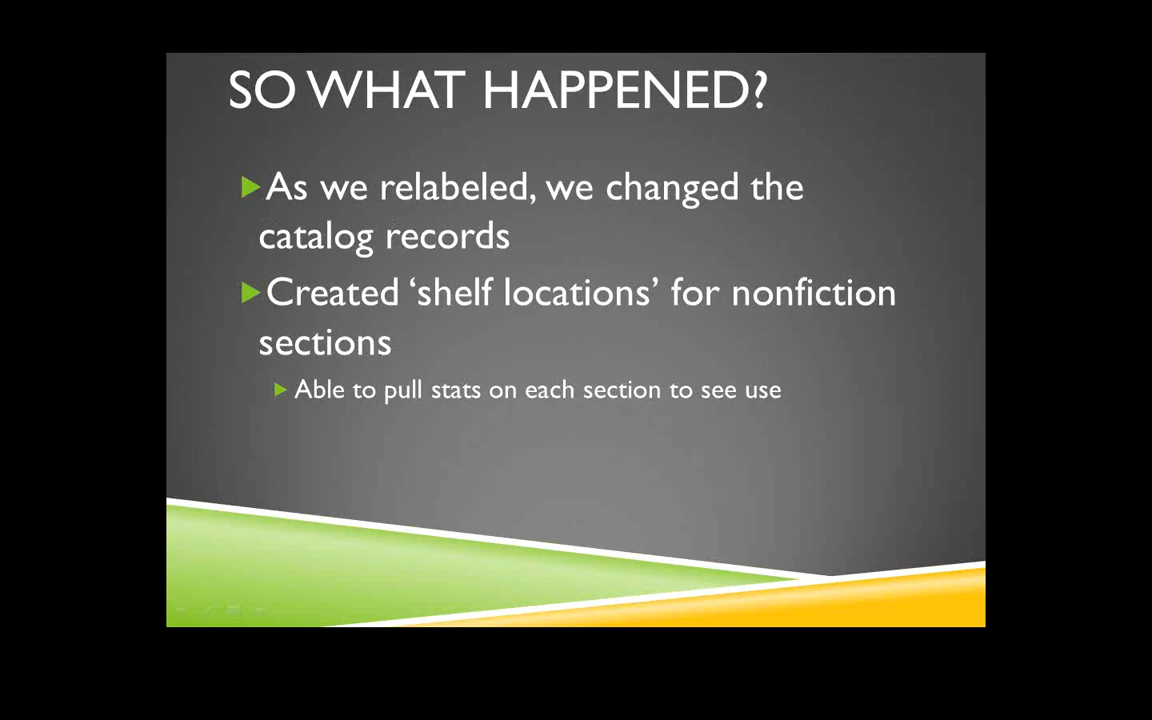 SO WHAT HAPPENED?
As we relabeled, we changed the
catalog records
Created ‘shelf locations’ for nonfiction
sections
Able to pull stats on each section to see use